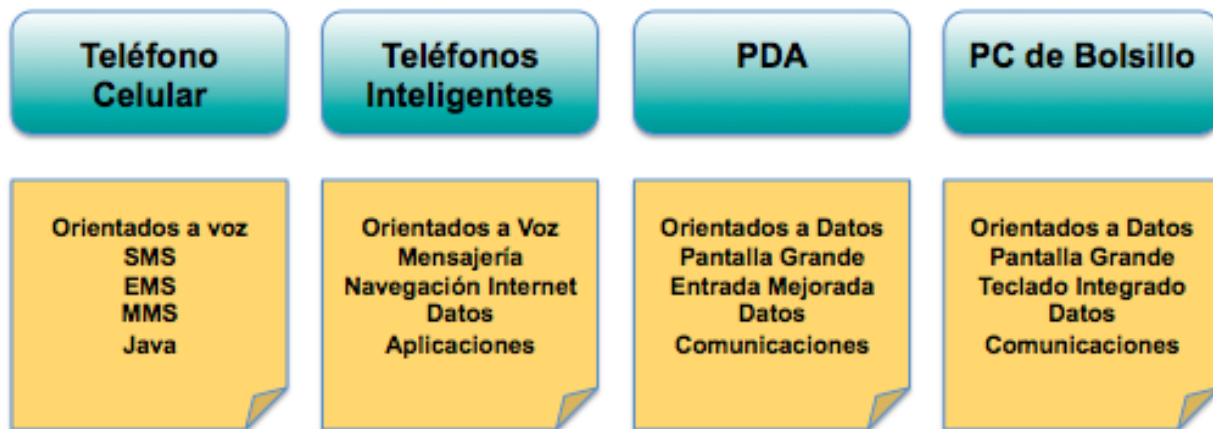 Teléfono
Celular
Teléfonos
Inteligentes
PDA
PC de Bolsillo
Orientados a voz
SMS
EMS
MMS
Java
Orientados a Voz
Mensajería
Navegación Internet
Datos
Aplicaciones
Orientados a Datos
Pantalla Grande
Entrada Mejorada
Datos
Comunicaciones
Orientados a Datos
Pantalla Grande
Teclado Integrado
Datos
Comunicaciones